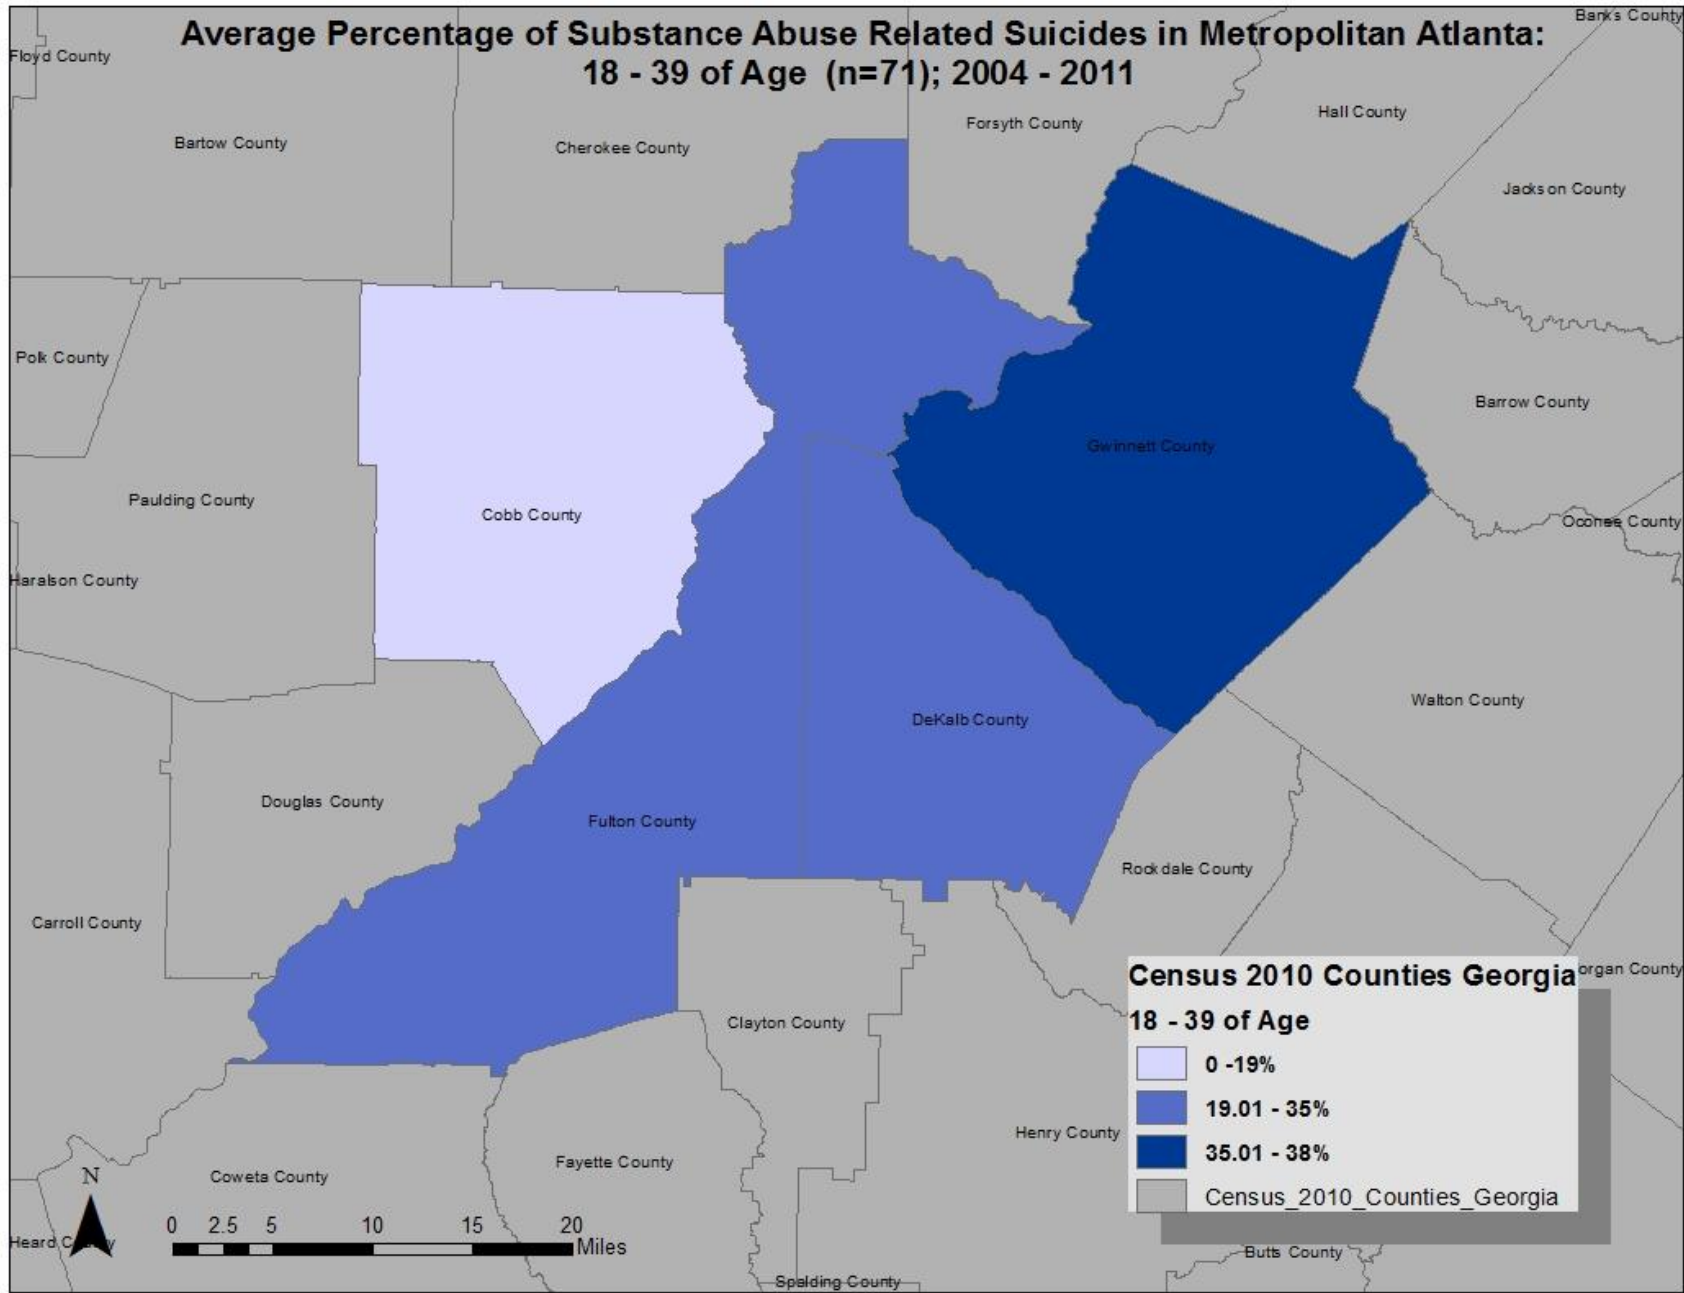 Banks County
Average Percentage of Substance Abuse Related Suicides in Metropolitan Atlanta:
18 - 39 of Age (n=71); 2004 - 2011
Floyd County
Hall County
Forsyth County
Bartow County
Cherokee County
Jackson County
Polk County
Barrow County
Gwinnett County
Paulding County
Cobb County
Oconee County
Haralson County
Walton County
DeKalb County
Douglas County
Fulton County
Rockdale County
Carroll County
Clayton County
Henry County
Fayette County
Coweta County
organ County
Census 2010 Counties Georgia
18 - 39 of Age
0 -19%
19.01 - 35%
35.01 - 38%
Census_2010_Counties_Georgia
N
0 2.5 5 10 15 20
Miles
Heard County
Butts County
Spalding County